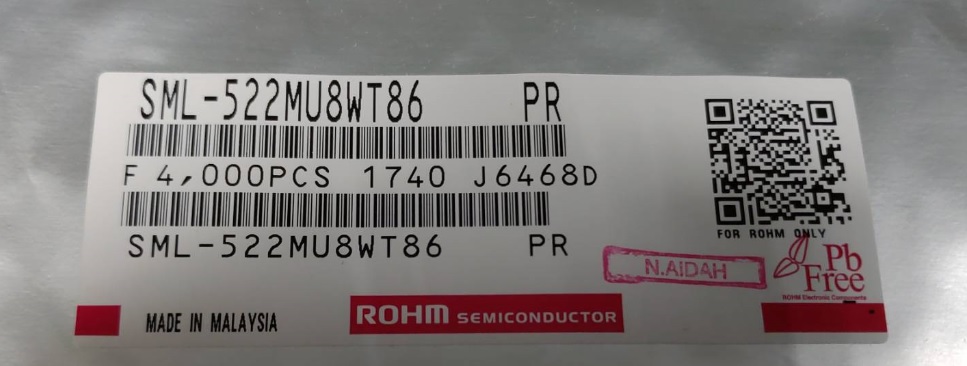 SML-522MU8WT86 PR
F 4,000PCS 1740 J6468D
SML-522MU8WT86 PR
FOR ROHM ONLY
N.AIDAH
Pb
Free
ROHM Electronic Components
MADE IN MALAYSIA
ROHM SEMICONDUCTOR